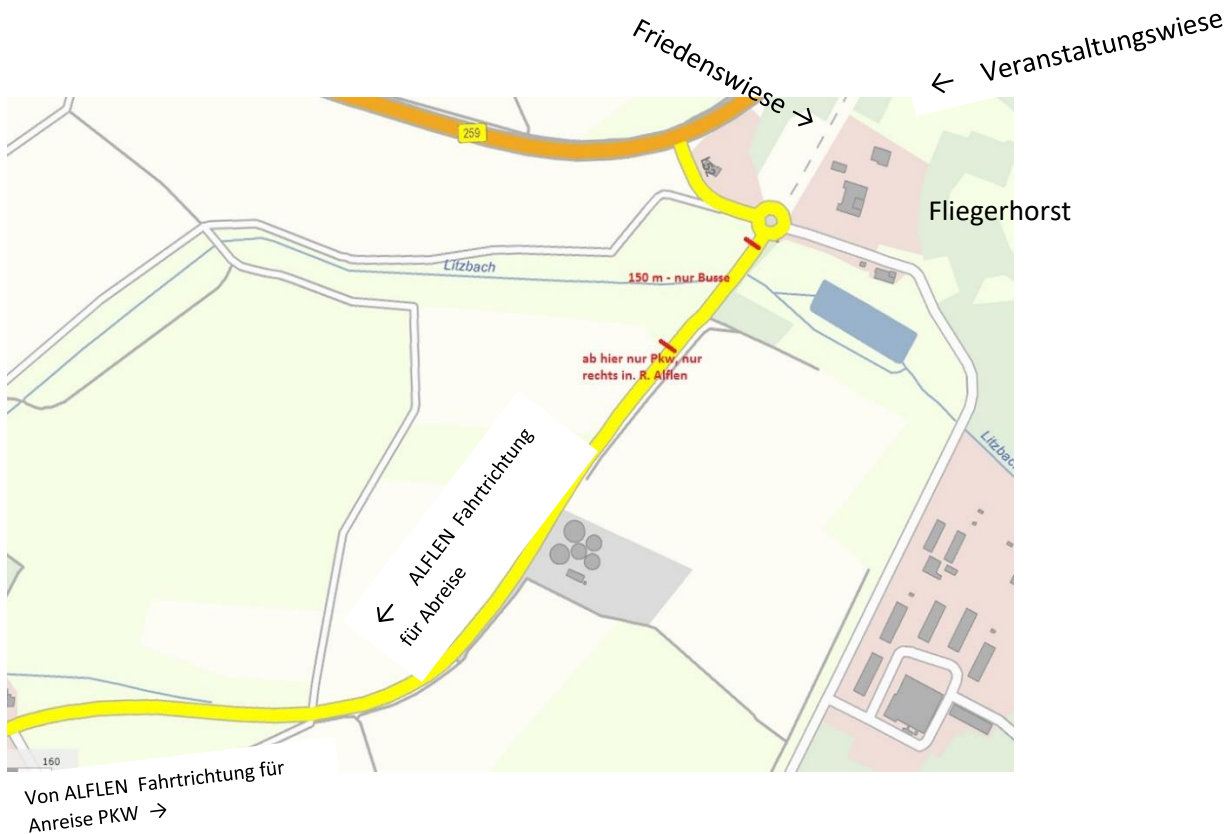 Friedenswiese →
← Veranstaltungswiese
259
Fliegerhorst
Litzbach
150 m - nur Busse
ab hier nur Pkw, nur
rechts in. R. Alflen
← ALFLEN Fahrtrichtung
für Abreise
160
Von ALFLEN Fahrtrichtung für
Anreise PKW →